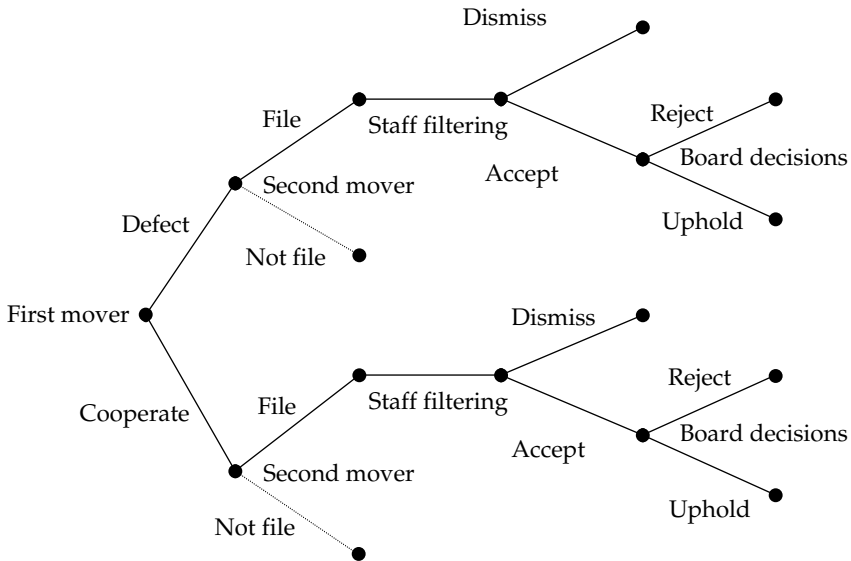 Dismiss
File
Reject
Staff filtering
Board decisions
Accept
Second mover
Defect
Uphold
Not file
First mover
Dismiss
Reject
File
Staff filtering
Cooperate
Board decisions
Accept
Second mover
Uphold
Not file